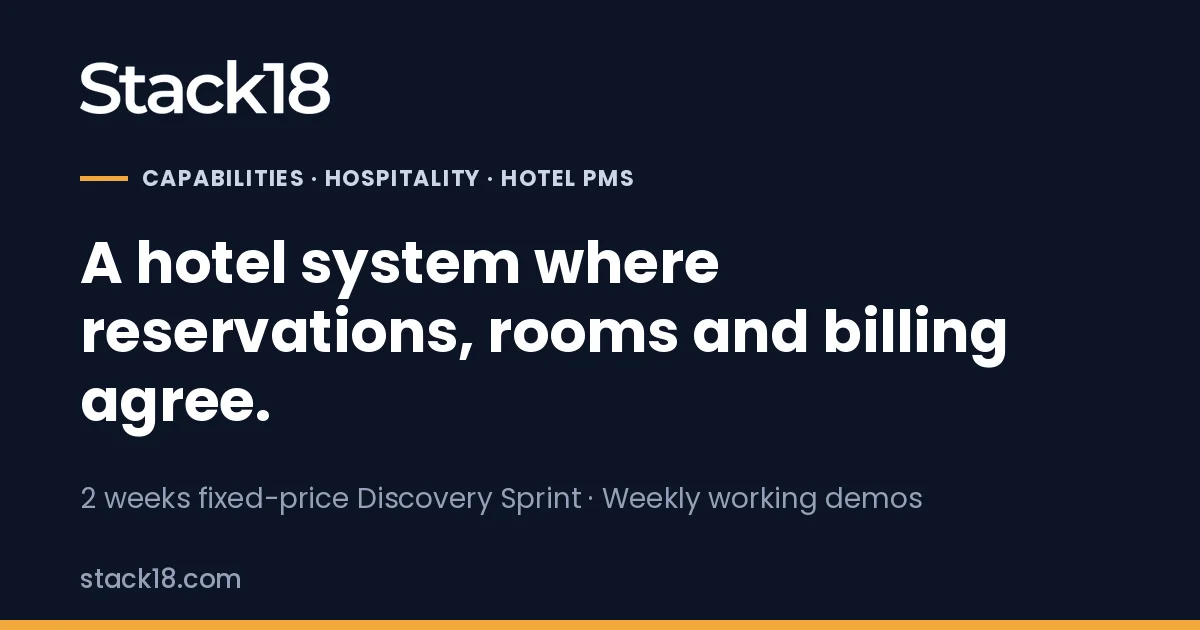 Stack18
CAPABILITIES · HOSPITALITY · HOTEL PMS
A hotel system where
reservations, rooms and billing
agree.
2 weeks fixed-price Discovery Sprint · Weekly working demos
stack18.com